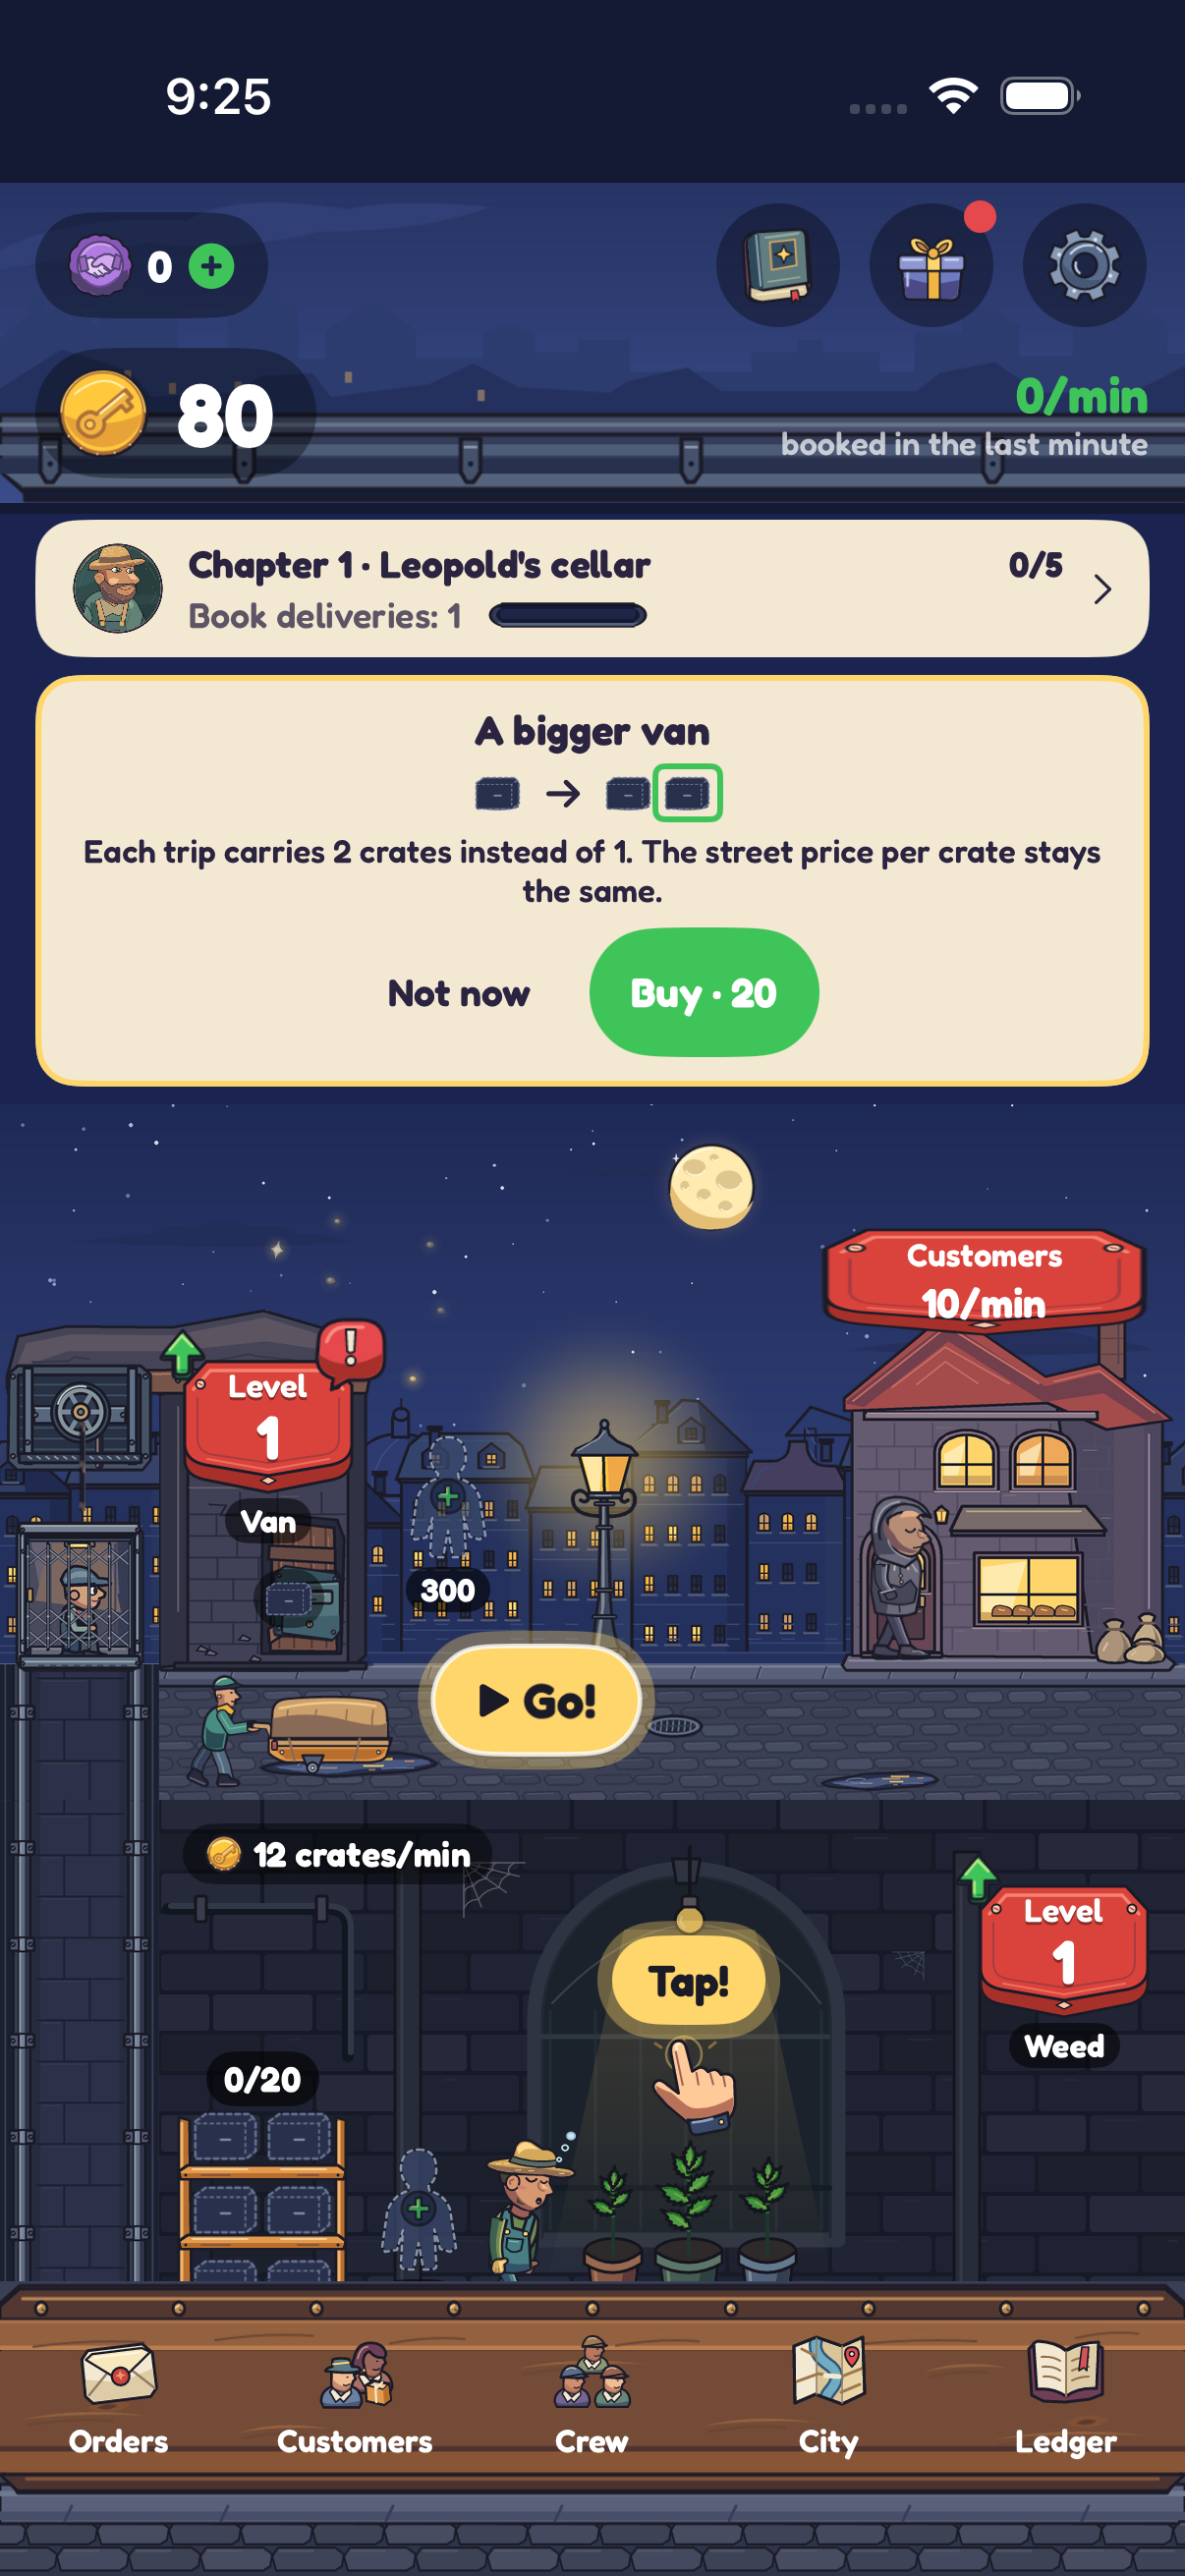 9:25
0
80
0/min
booked in the last minute
Chapter 1 · Leopold's cellar
0/5
Book deliveries: 1
A bigger van
Each trip carries 2 crates instead of 1. The street price per crate stays
the same.
Not now
Buy · 20
Customers
10/min
Level
1
Van
300
Go!
12 crates/min
Tap!
Level
1
Weed
0/20
Orders
Customers
Crew
City
Ledger